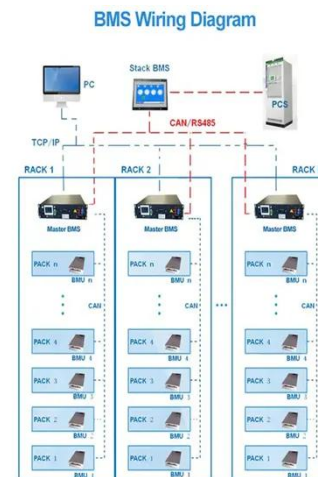 BMS Wiring Diagram
Stack BMS
PC
PCS
CAN/RS485
TCP/IP
RACK 1
RACK 2
RACK
Master BMS
Master BMS
Master BMS
PACK n
BMU n
PACK n
BMU n
PACK n
BMU n
CAN
CAN
CAN
PACK 4
BMU 4
PACK 4
BMU 4
PACK 4
BMU 4
PACK 3
BMU 3
PACK 3
BMU 3
PACK 3
BMU 3
PACK 2
BMU 2
PACK 2
BMU 2
PACK 2
BMU 2
PACK 1
BMU 1
PACK 1
BMU 1
PACK 1
BMU 1